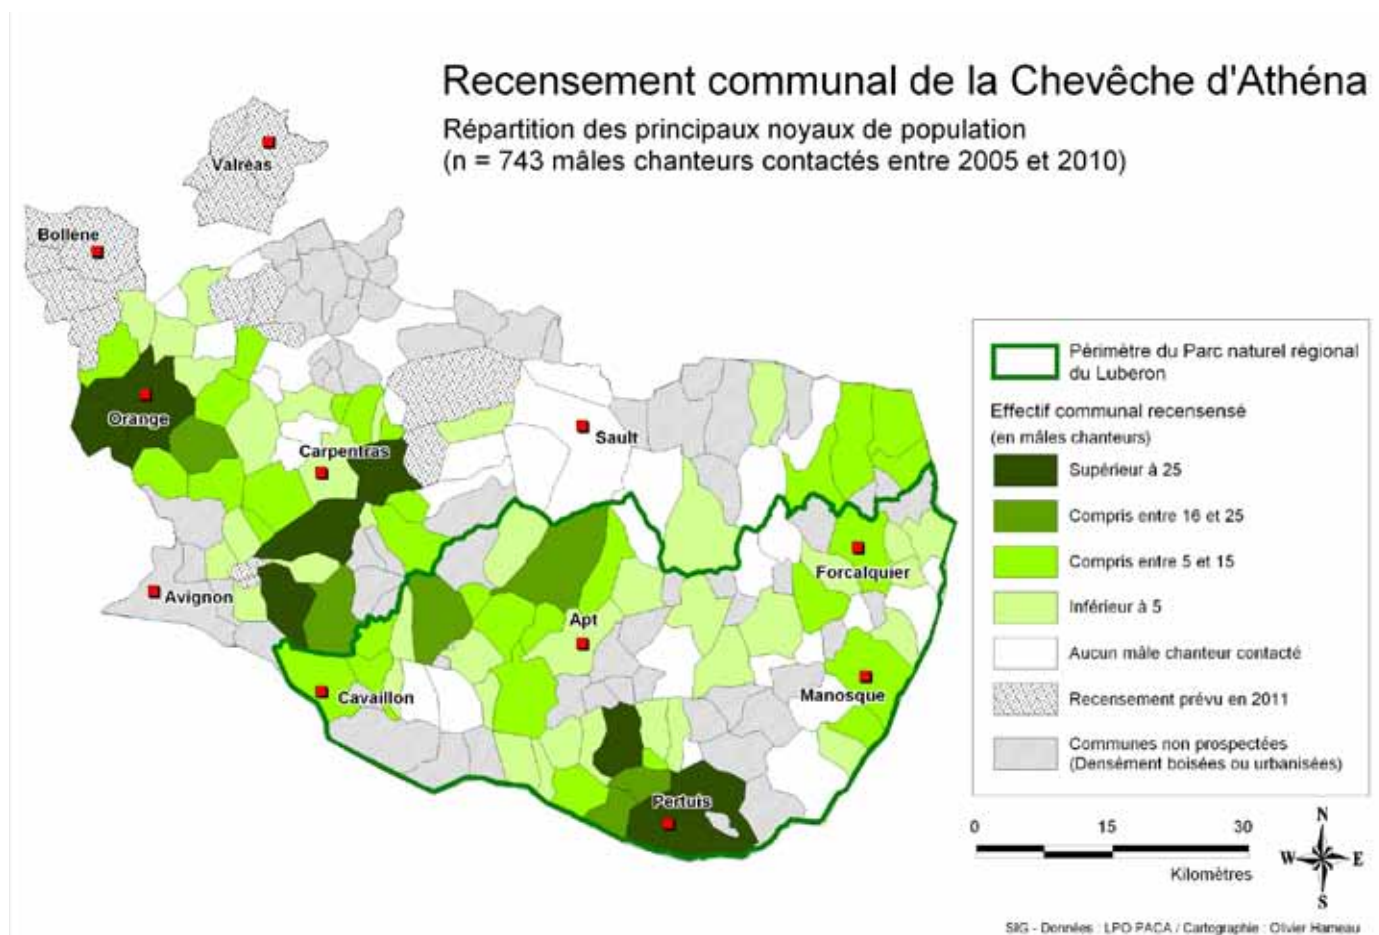 Recensement communal de la Chevêche d'Athéna
Répartition des principaux noyaux de population
(n = 743 mâles chanteurs contactés entre 2005 et 2010)
Valréas
Bollène
Orange
Carpentras
Sault
Avignon
Apt
Forcalquier
Cavaillon
Manosque
Pertuis
Périmètre du Parc naturel régional
du Luberon
Effectif communal recensensé
(en mâles chanteurs)
Supérieur à 25
Compris entre 16 et 25
Compris entre 5 et 15
Inférieur à 5
Aucun mâle chanteur contacté
Recensement prévu en 2011
Communes non prospectées
(Densément boisées ou urbanisées)
0 15 30
Kilomètres
N
W E
S
SIG - Données : LPO PACA / Cartographie : Olivier Hameau